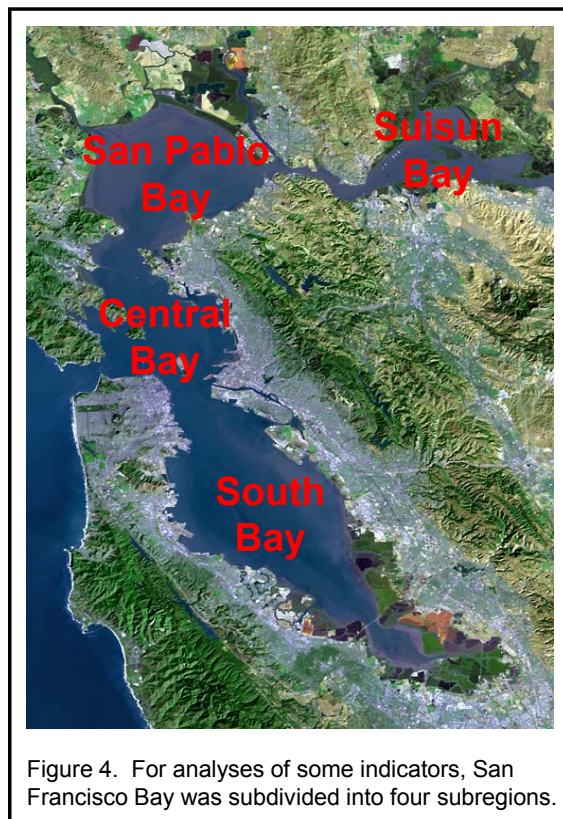 San Pablo
Bay
Suisun
Bay
Central
Bay
South
Bay
Figure 4. For analyses of some indicators, San
Francisco Bay was subdivided into four subregions.